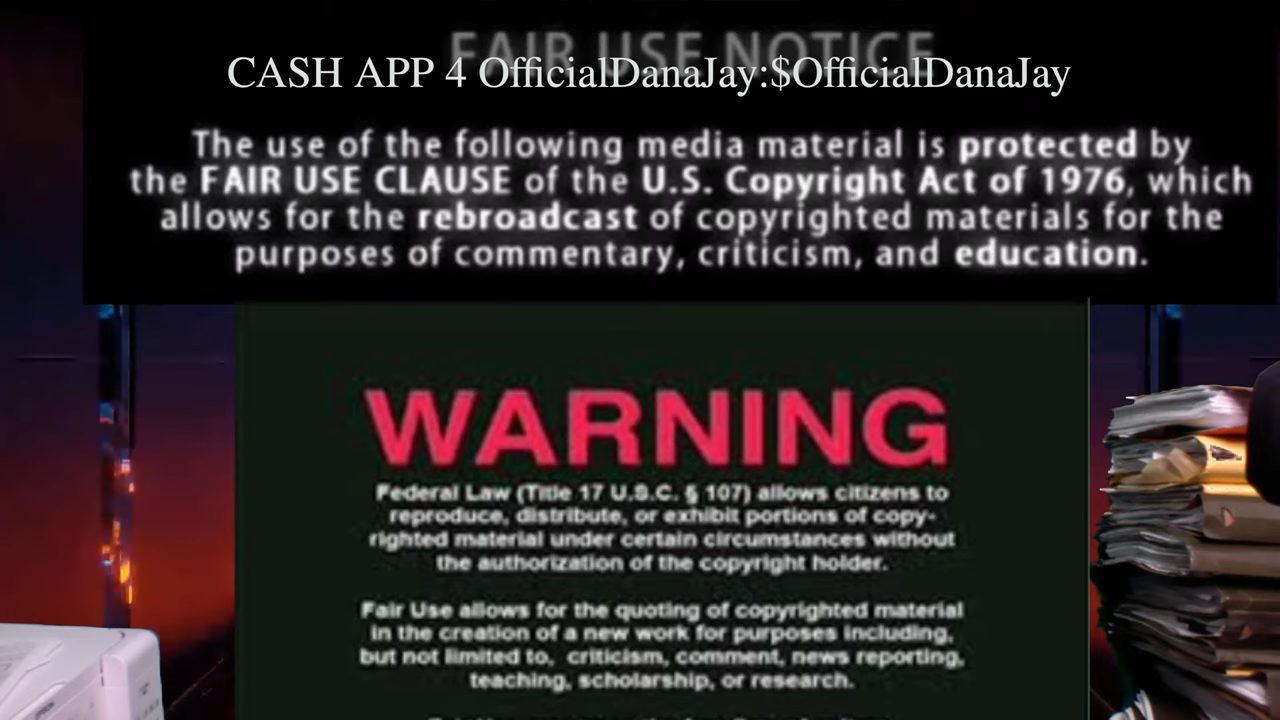 FAIR USE NOTICE
CASH APP 4 OfficialDanaJay:$OfficialDanaJay
The use of the following media material is protected by
the FAIR USE CLAUSE of the U.S. Copyright Act of 1976, which
allows for the rebroadcast of copyrighted materials for the
purposes of commentary, criticism, and education.
WARNING
Federal Law (Title 17 U.S.C. § 107) allows citizens to
reproduce, distribute, or exhibit portions of copy-
righted material under certain circumstances without
the authorization of the copyright holder.
Fair Use allows for the quoting of copyrighted material
in the creation of a new work for purposes including,
but not limited to,  criticism, comment, news reporting,
teaching, scholarship, or research.